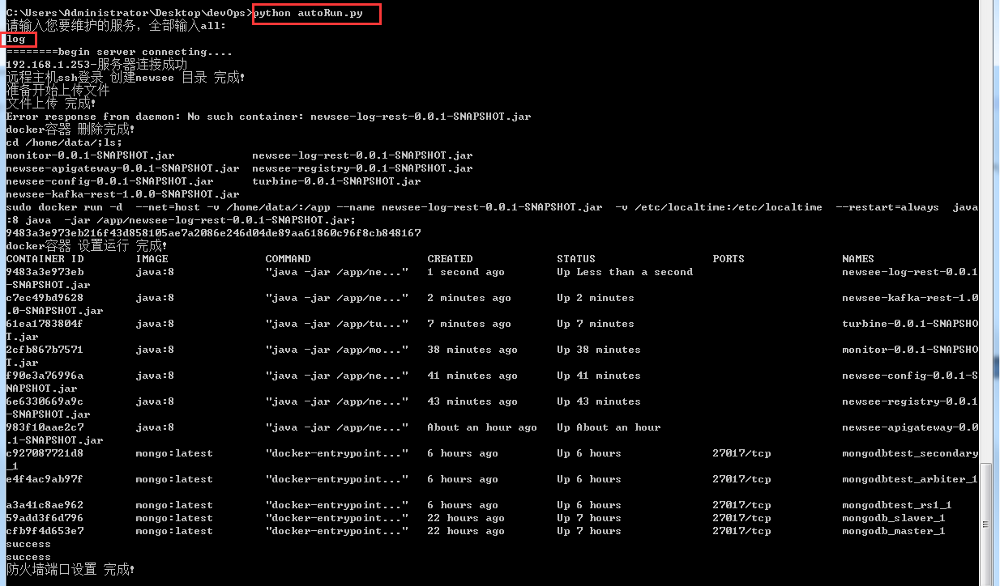 C:\Users\Administrator\Desktop\devOps>python autoRun.py
请输入您要维护的服务，全部输入all:
log
========begin server connecting....
192.168.1.253-服务器连接成功
远程主机ssh登录 创建newsee 目录 完成!
准备开始上传文件
文件上传 完成!
Error response from daemon: No such container: newsee-log-rest-0.0.1-SNAPSHOT.jar
docker容器 删除完成!
cd /home/data/;ls;
monitor-0.0.1-SNAPSHOT.jar newsee-log-rest-0.0.1-SNAPSHOT.jar
newsee-apigateway-0.0.1-SNAPSHOT.jar newsee-registry-0.0.1-SNAPSHOT.jar
newsee-config-0.0.1-SNAPSHOT.jar turbine-0.0.1-SNAPSHOT.jar
newsee-kafka-rest-1.0.0-SNAPSHOT.jar
sudo docker run -d  --net=host -v /home/data/:/app --name newsee-log-rest-0.0.1-SNAPSHOT.jar  -v /etc/localtime:/etc/localtime  --restart=always  java
:8 java  -jar /app/newsee-log-rest-0.0.1-SNAPSHOT.jar;
9483a3e973eb216f43d858105ae7a2086e246d04de89aa61860c96f8cb848167
docker容器 设置运行 完成!
CONTAINER ID IMAGE COMMAND CREATED STATUS PORTS NAMES
9483a3e973eb java:8 "java -jar /app/ne..." 1 second ago Up Less than a second newsee-log-rest-0.0.1
-SNAPSHOT.jar
c7ec49bd9628 java:8 "java -jar /app/ne..." 2 minutes ago Up 2 minutes newsee-kafka-rest-1.0
.0-SNAPSHOT.jar
61ea1783804f java:8 "java -jar /app/tu..." 7 minutes ago Up 7 minutes turbine-0.0.1-SNAPSHO
T.jar
2cfb867b7571 java:8 "java -jar /app/mo..." 38 minutes ago Up 38 minutes monitor-0.0.1-SNAPSHO
T.jar
f90e3a76996a java:8 "java -jar /app/ne..." 41 minutes ago Up 41 minutes newsee-config-0.0.1-S
NAPSHOT.jar
6e6330669a9c java:8 "java -jar /app/ne..." 43 minutes ago Up 43 minutes newsee-registry-0.0.1
-SNAPSHOT.jar
983f10aae2c7 java:8 "java -jar /app/ne..." About an hour ago Up About an hour newsee-apigateway-0.0
.1-SNAPSHOT.jar
c927087721d8 mongo:latest "docker-entrypoint..." 6 hours ago Up 6 hours 27017/tcp mongodbtest_secondary
_1
e4f4ac9ab97f mongo:latest "docker-entrypoint..." 6 hours ago Up 6 hours 27017/tcp mongodbtest_arbiter_1
a3a41c8ae962 mongo:latest "docker-entrypoint..." 6 hours ago Up 6 hours 27017/tcp mongodbtest_rs1_1
59add3f6d796 mongo:latest "docker-entrypoint..." 22 hours ago Up 7 hours 27017/tcp mongodb_slaver_1
cfb9f4d653e7 mongo:latest "docker-entrypoint..." 22 hours ago Up 7 hours 27017/tcp mongodb_master_1
success
success
防火墙端口设置 完成!